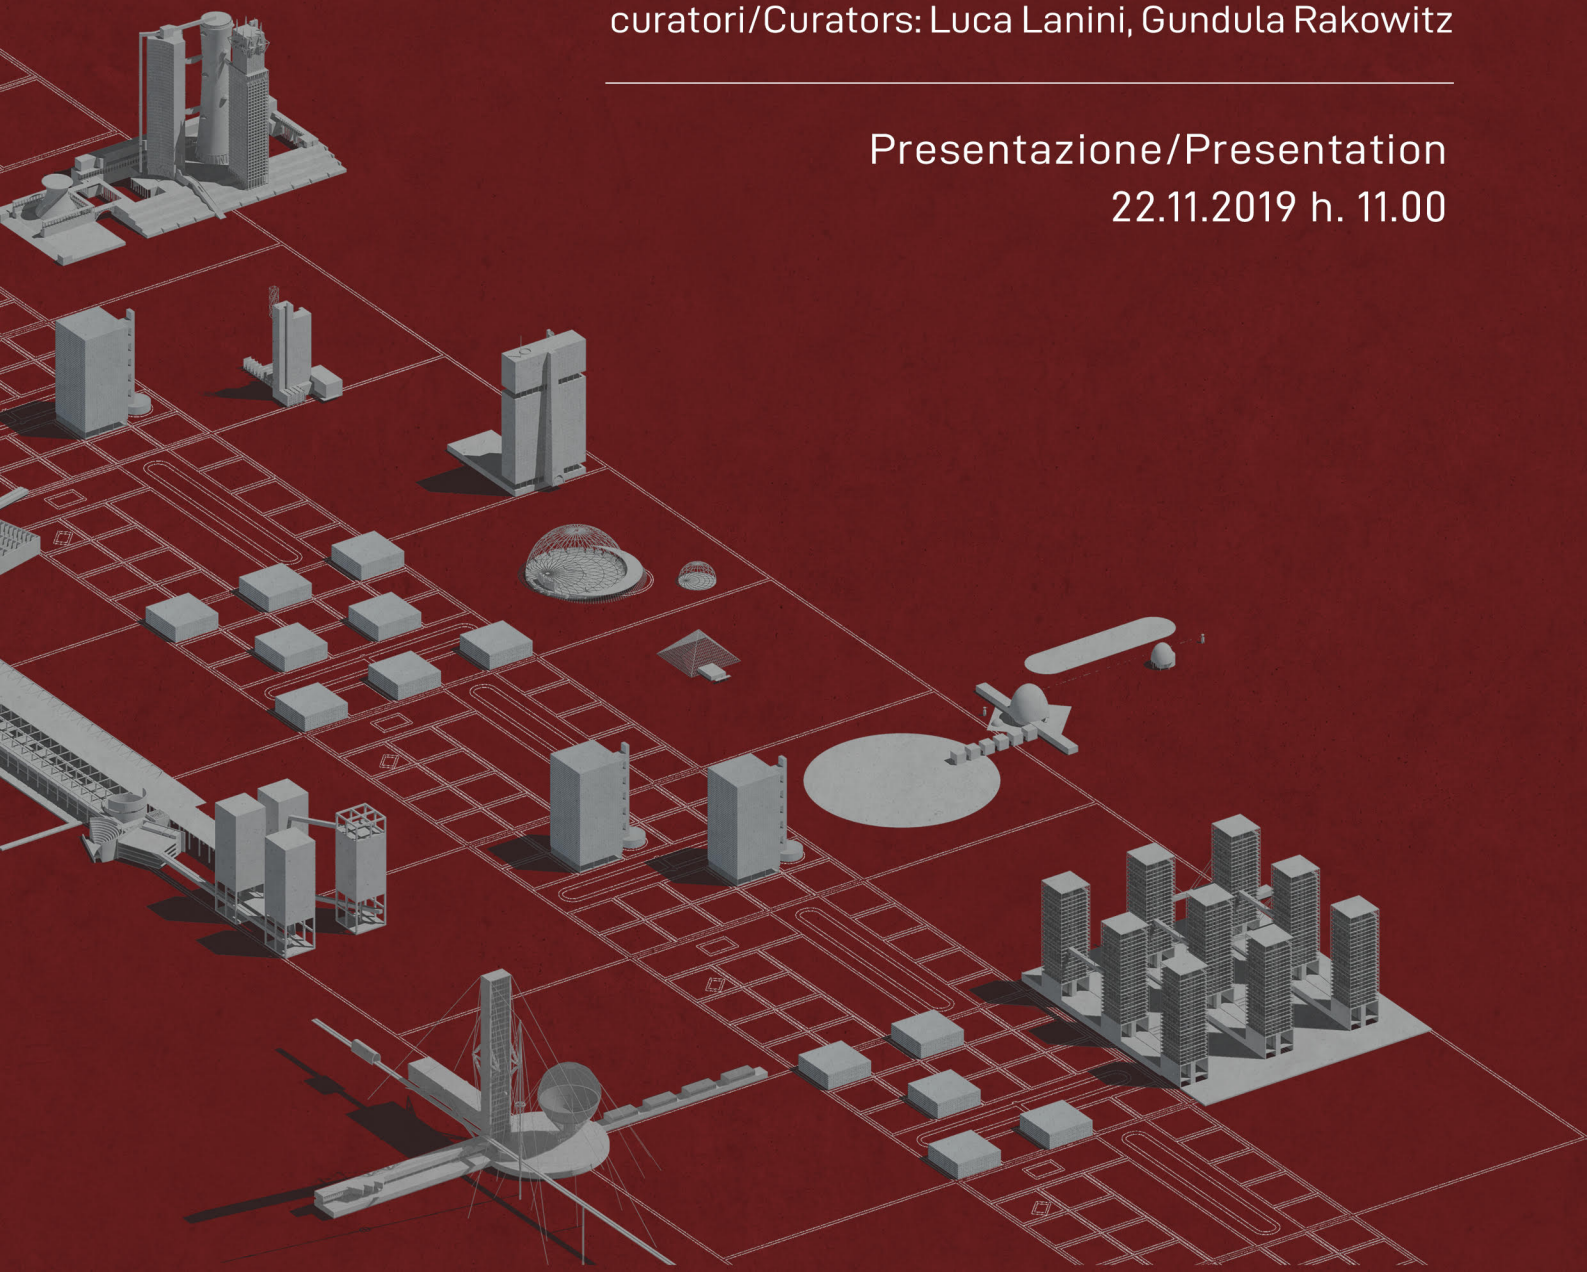 curatori/Curators: Luca Lanini, Gundula Rakowitz
Presentazione/Presentation
22.11.2019 h. 11.00